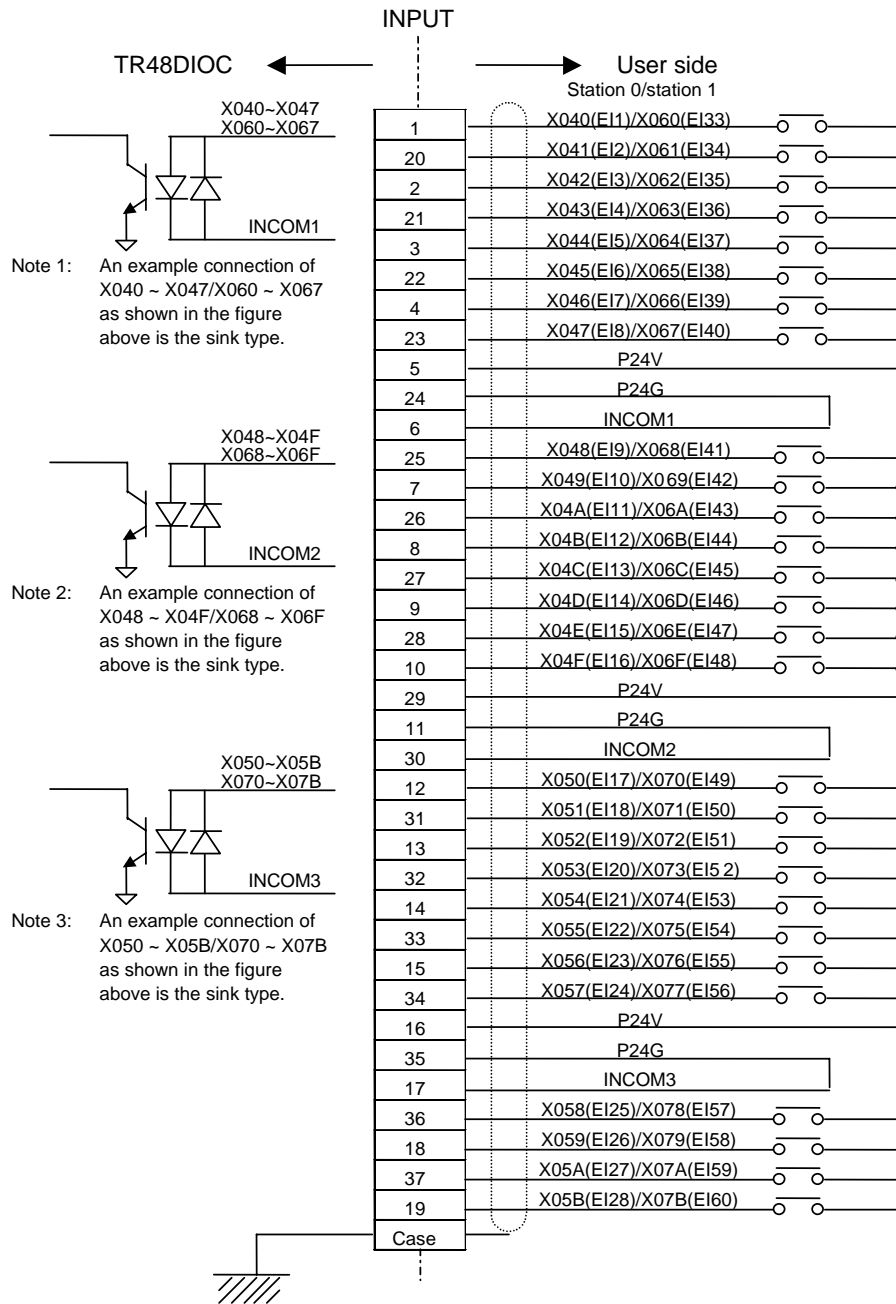 INPUT
TR48DIOC
User side
Station 0/station 1
X040~X047
X060~X067
INCOM1
Note 1: An example connection of
X040 ~ X047/X060 ~ X067
as shown in the figure
above is the sink type.
X048~X04F
X068~X06F
INCOM2
Note 2: An example connection of
X048 ~ X04F/X068 ~ X06F
as shown in the figure
above is the sink type.
X050~X05B
X070~X07B
INCOM3
Note 3: An example connection of
X050 ~ X05B/X070 ~ X07B
as shown in the figure
above is the sink type.
1 X040(EI1)/X060(EI33)
20 X041(EI2)/X061(EI34)
2 X042(EI3)/X062(EI35)
21 X043(EI4)/X063(EI36)
3 X044(EI5)/X064(EI37)
22 X045(EI6)/X065(EI38)
4 X046(EI7)/X066(EI39)
23 X047(EI8)/X067(EI40)
5 P24V
24 P24G
6 INCOM1
25 X048(EI9)/X068(EI41)
7 X049(EI10)/X069(EI42)
26 X04A(EI11)/X06A(EI43)
8 X04B(EI12)/X06B(EI44)
27 X04C(EI13)/X06C(EI45)
9 X04D(EI14)/X06D(EI46)
28 X04E(EI15)/X06E(EI47)
10 X04F(EI16)/X06F(EI48)
29 P24V
11 P24G
30 INCOM2
12 X050(EI17)/X070(EI49)
31 X051(EI18)/X071(EI50)
13 X052(EI19)/X072(EI51)
32 X053(EI20)/X073(EI5 2)
14 X054(EI21)/X074(EI53)
33 X055(EI22)/X075(EI54)
15 X056(EI23)/X076(EI55)
34 X057(EI24)/X077(EI56)
16 P24V
35 P24G
17 INCOM3
36 X058(EI25)/X078(EI57)
18 X059(EI26)/X079(EI58)
37 X05A(EI27)/X07A(EI59)
19 X05B(EI28)/X07B(EI60)
Case